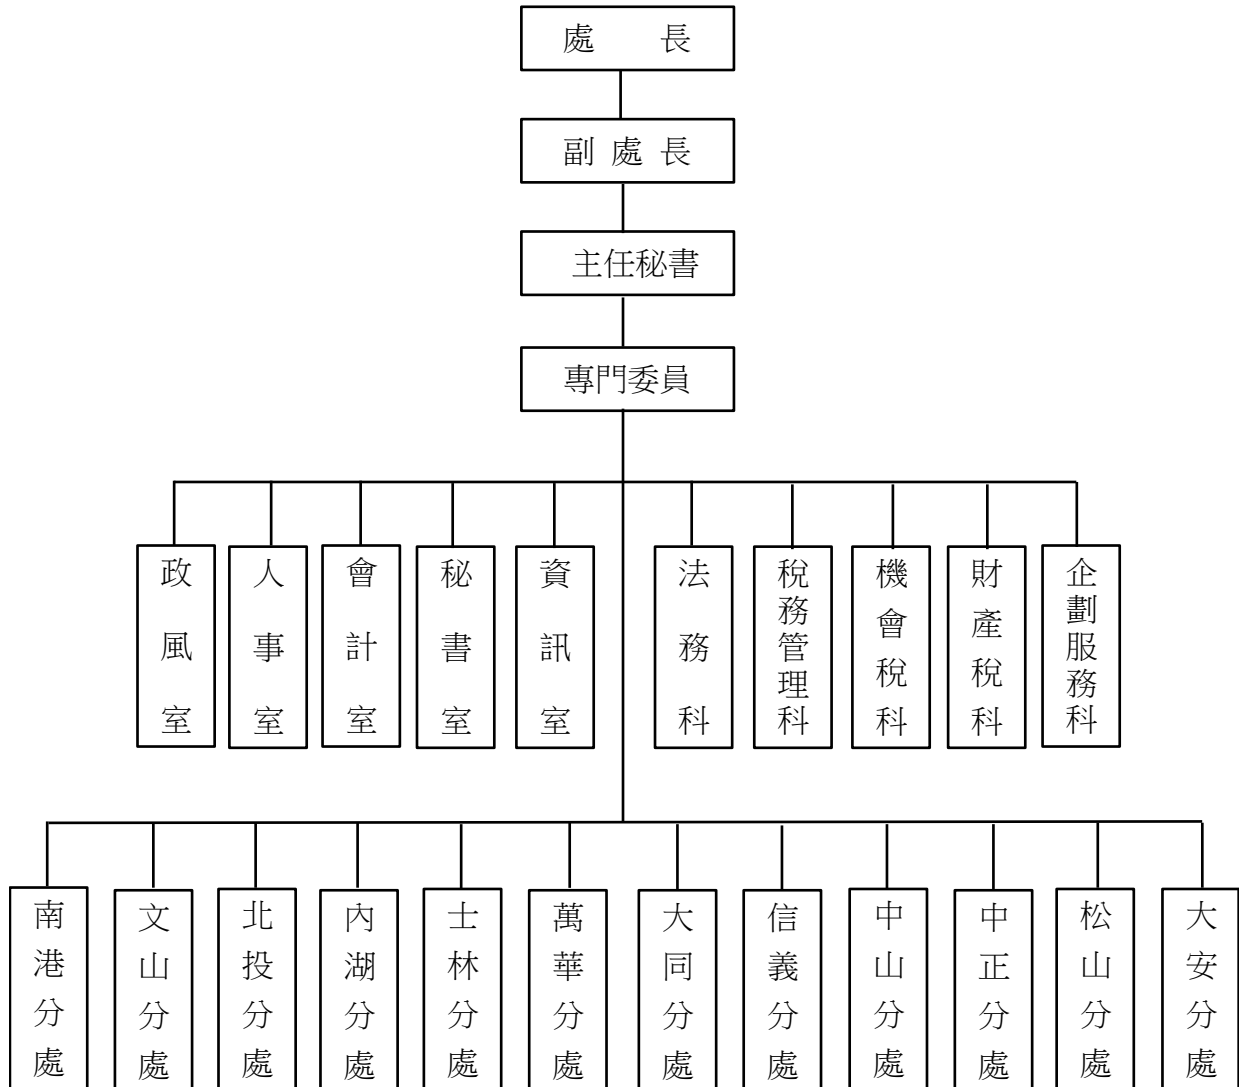 處長
副處長
主任秘書
專門委員
政風室
人事室
會計室
秘書室
資訊室
法務科
稅務管理科
機會稅科
財產稅科
企劃服務科
南港分處
文山分處
北投分處
內湖分處
士林分處
萬華分處
大同分處
信義分處
中山分處
中正分處
松山分處
大安分處